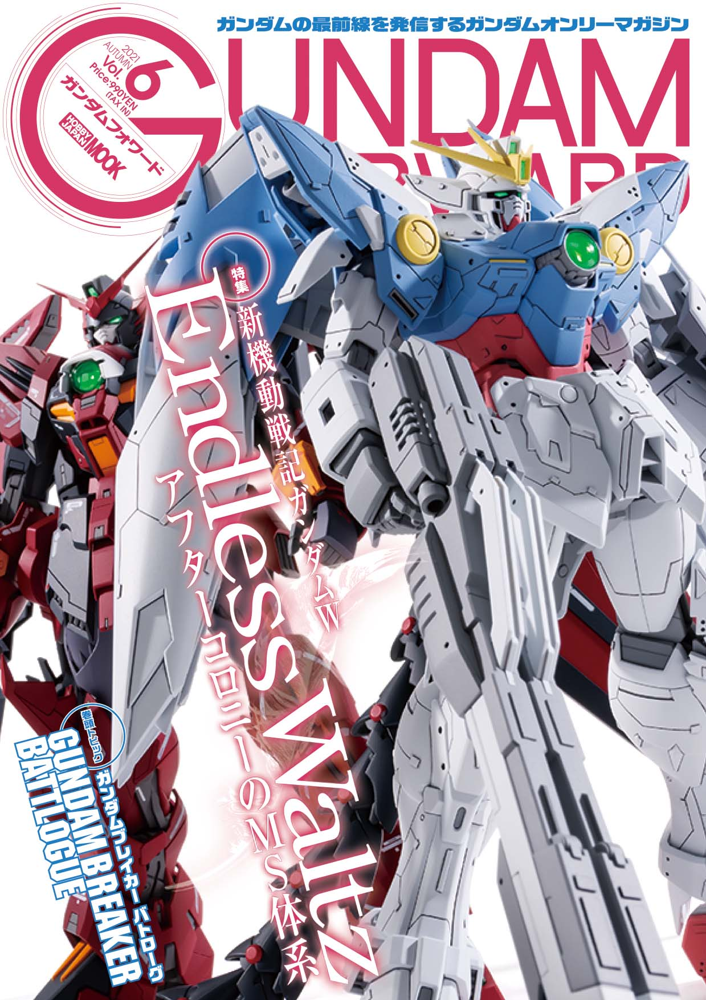 ガンダムの最前線を発信するガンダムオンリーマガジン
GUNDAM
FORWARD
2021
AUTUMN
Vol. 6
Price:990YEN
(TAX IN)
ガンダムフォワード
HOBBY
JAPAN
MOOK
特集
新機動戦記ガンダムW
Endless Waltz
アフターコロニーのMS体系
巻頭トピック
ガンダムブレイカー バトローグ
GUNDAM BREAKER
BATTLOGUE